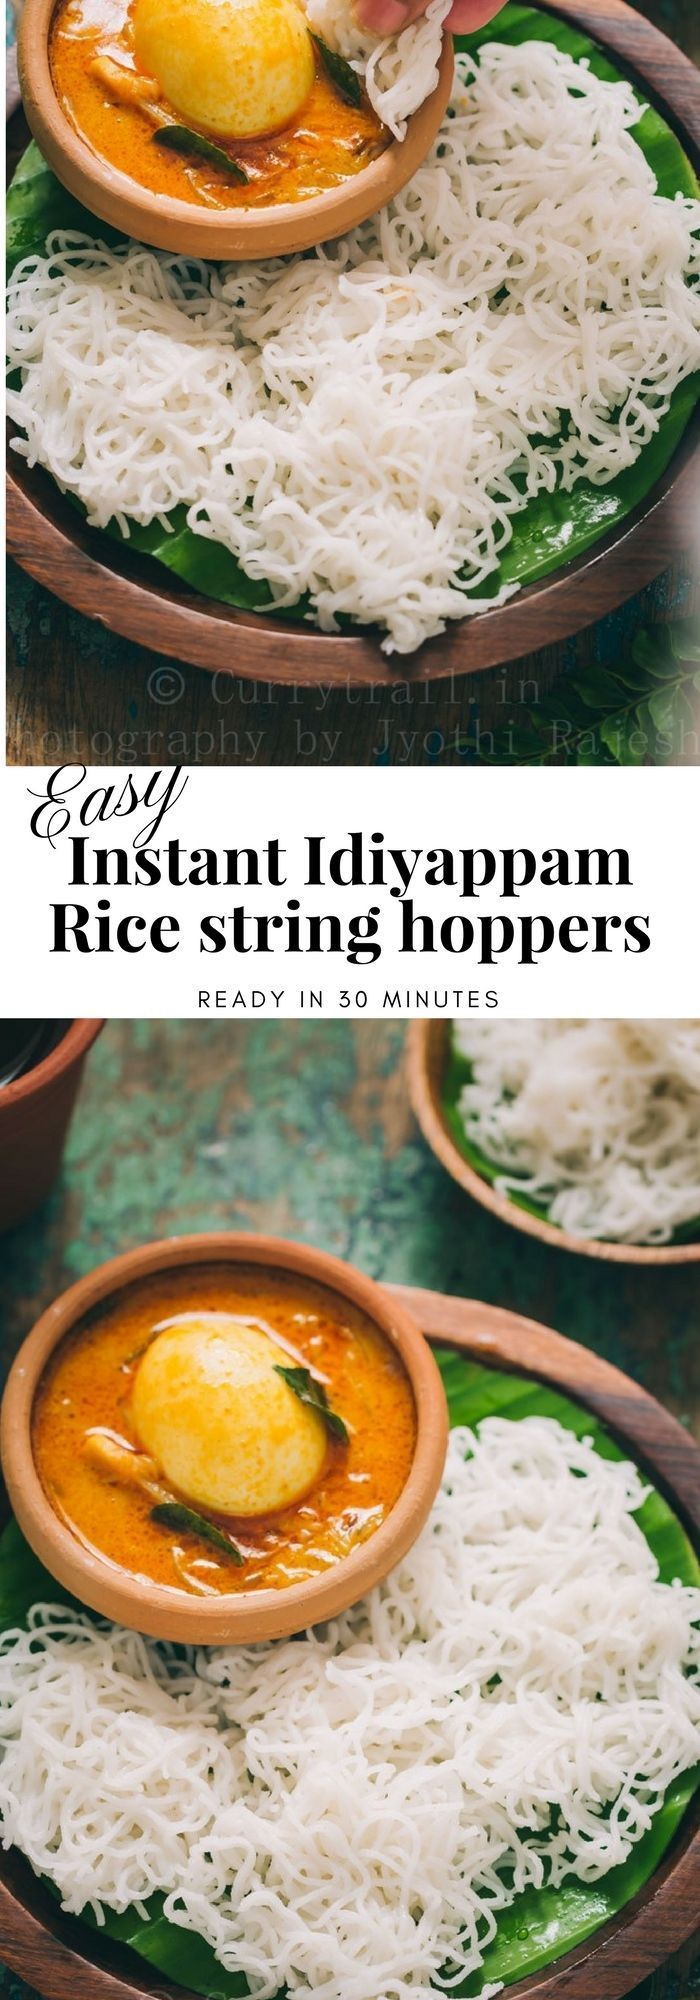 © Currytrail.in
hotography by Jyothi Rajesh
Easy
Instant Idiyappam
Rice string hoppers
READY IN 30 MINUTES